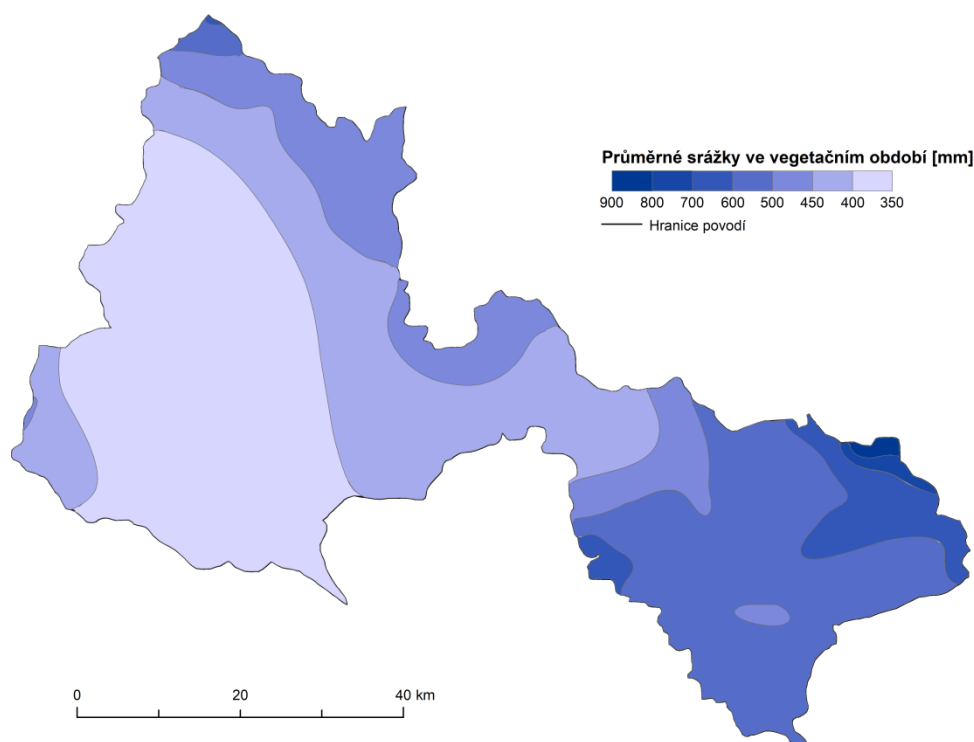 Průměrné srážky ve vegetačním období [mm]
900 800 700 600 500 450 400 350
Hranice povodí
0 20 40 km